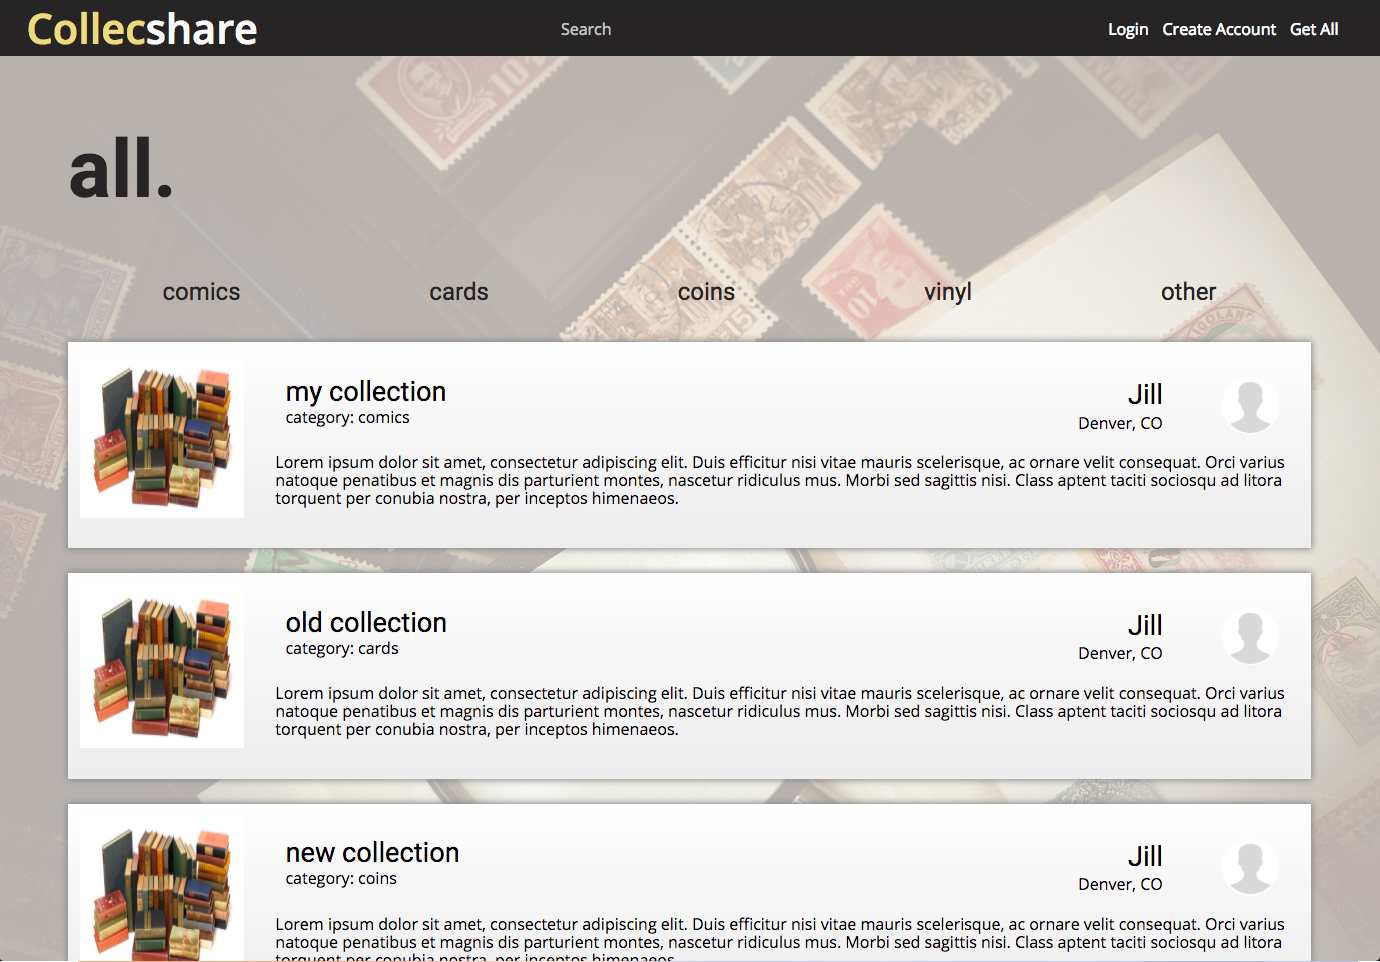 Collecshare
Search
Login Create Account Get All
all.
comics cards coins vinyl other
my collection
category: comics
Jill
Denver, CO
Lorem ipsum dolor sit amet, consectetur adipiscing elit. Duis efficitur nisi vitae mauris scelerisque, ac ornare velit consequat. Orci varius
natoque penatibus et magnis dis parturient montes, nascetur ridiculus mus. Morbi sed sagittis nisi. Class aptent taciti sociosqu ad litora
torquent per conubia nostra, per inceptos himenaeos.
old collection
category: cards
Jill
Denver, CO
Lorem ipsum dolor sit amet, consectetur adipiscing elit. Duis efficitur nisi vitae mauris scelerisque, ac ornare velit consequat. Orci varius
natoque penatibus et magnis dis parturient montes, nascetur ridiculus mus. Morbi sed sagittis nisi. Class aptent taciti sociosqu ad litora
torquent per conubia nostra, per inceptos himenaeos.
new collection
category: coins
Jill
Denver, CO
Lorem ipsum dolor sit amet, consectetur adipiscing elit. Duis efficitur nisi vitae mauris scelerisque, ac ornare velit consequat. Orci varius
natoque penatibus et magnis dis parturient montes, nascetur ridiculus mus. Morbi sed sagittis nisi. Class aptent taciti sociosqu ad litora
torquent per conubia nostra, per inceptos himenaeos.